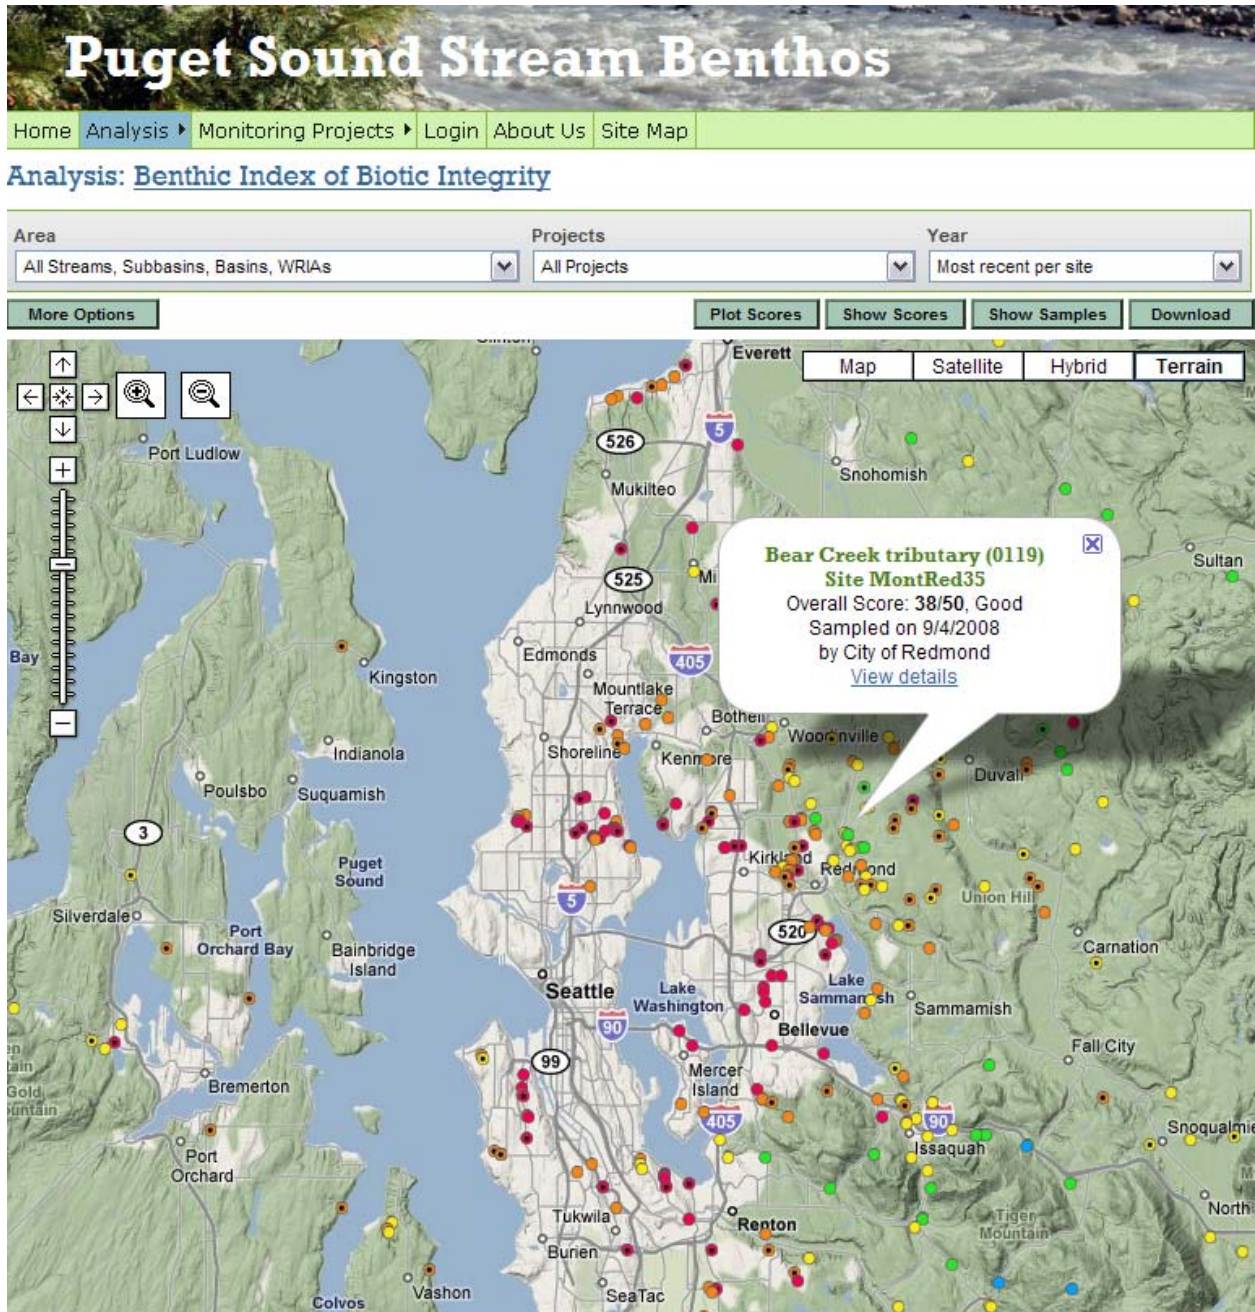 Puget Sound Stream Benthos
Home Analysis Monitoring Projects Login About Us Site Map
Analysis: Benthic Index of Biotic Integrity
Area Projects Year
All Streams, Subbasins, Basins, WRIAs All Projects Most recent per site
More Options Plot Scores Show Scores Show Samples Download
Everett
Map Satellite Hybrid Terrain
5
526
Port Ludlow
Snohomish
Mukilteo
Bear Creek tributary (0119)
Site MontRed35
Overall Score: 38/50, Good
Sampled on 9/4/2008
by City of Redmond
View details
Sultan
525
Lynnwood
Edmonds
405
Bay
Kingston
Mountlake
Terrace
Bothell
Woodinville
Indianola
Shoreline
Kenmore
Duvall
Poulsbo
Suquamish
3
Puget
Sound
Kirkland
Redmond
5
Union Hill
Silverdale
Port
Orchard Bay
Bainbridge
Island
520
Carnation
Seattle
Lake
Washington
Lake
Sammamish
Sammamish
90
Bellevue
Fall City
99
Mercer
Island
Bremerton
Gold
405
90
Issaquah
Snoqualmie
Port
Orchard
North
Tukwila
Renton
Tiger
Mountain
Burien
Vashon
SeaTac
Colvos